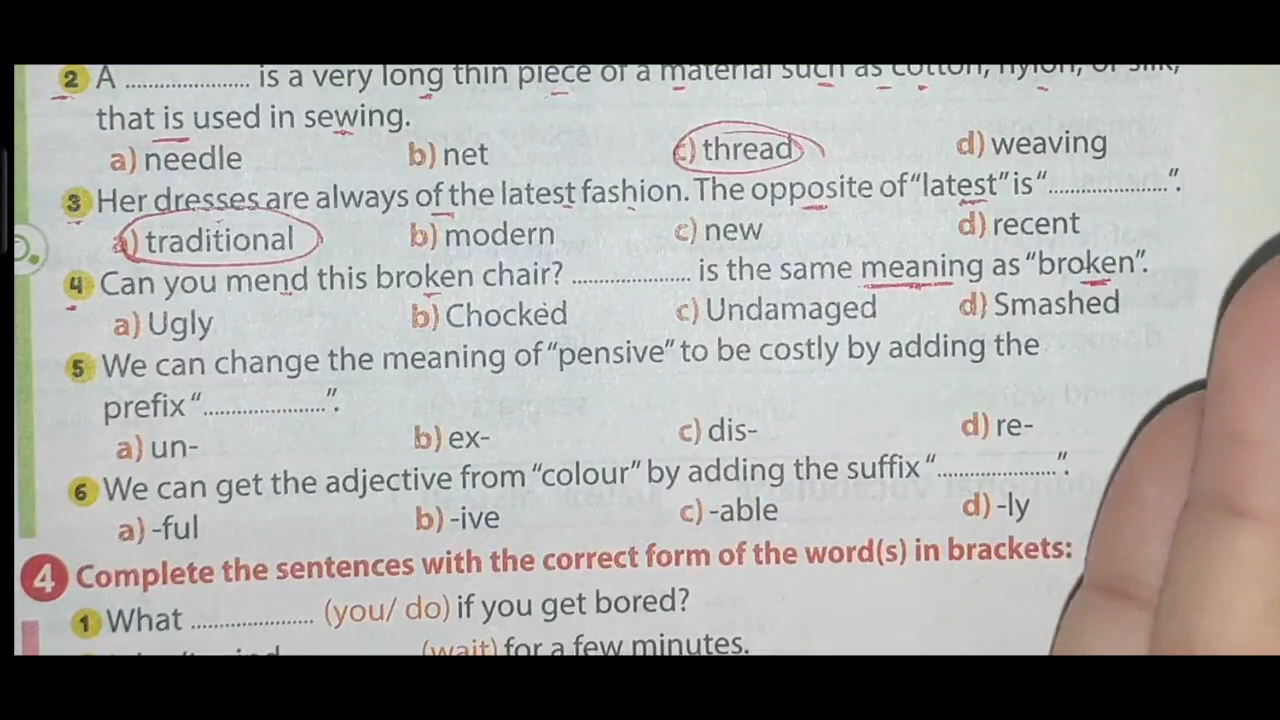 2 A ...................... is a very long thin piece of a material such as cotton, nylon, or silk,
that is used in sewing.
a) needle b) net c) thread d) weaving
3 Her dresses are always of the latest fashion. The opposite of "latest" is "......................".
a) traditional b) modern c) new d) recent
4 Can you mend this broken chair? ...................... is the same meaning as "broken".
a) Ugly b) Chocked c) Undamaged d) Smashed
5 We can change the meaning of "pensive" to be costly by adding the
prefix "......................".
a) un- b) ex- c) dis- d) re-
6 We can get the adjective from "colour" by adding the suffix "......................".
a) -ful b) -ive c) -able d) -ly
4 Complete the sentences with the correct form of the word(s) in brackets:
1 What ...................... (you/ do) if you get bored?
(wait) for a few minutes.